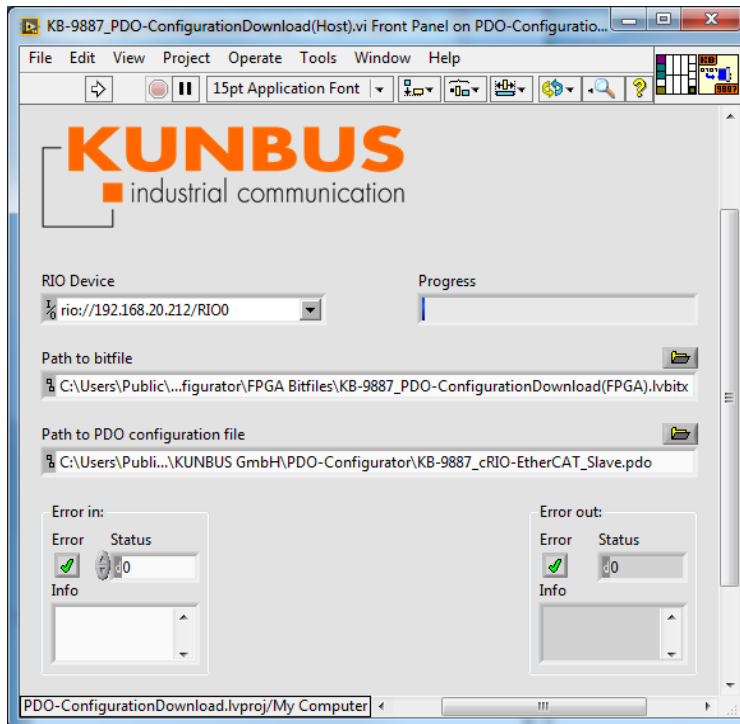 KB-9887_PDO-ConfigurationDownload(Host).vi Front Panel on PDO-Configuratio...
File Edit View Project Operate Tools Window Help
15pt Application Font
KB
9887
KUNBUS
industrial communication
RIO Device
Progress
rio://192.168.20.212/RIO0
Path to bitfile
C:\Users\Public\...figurator\FPGA Bitfiles\KB-9887_PDO-ConfigurationDownload(FPGA).lvbitx
Path to PDO configuration file
C:\Users\Publi...\KUNBUS GmbH\PDO-Configurator\KB-9887_cRIO-EtherCAT_Slave.pdo
Error in:
Error out:
Error Status
Error Status
0
0
Info
Info
PDO-ConfigurationDownload.lvproj/My Computer